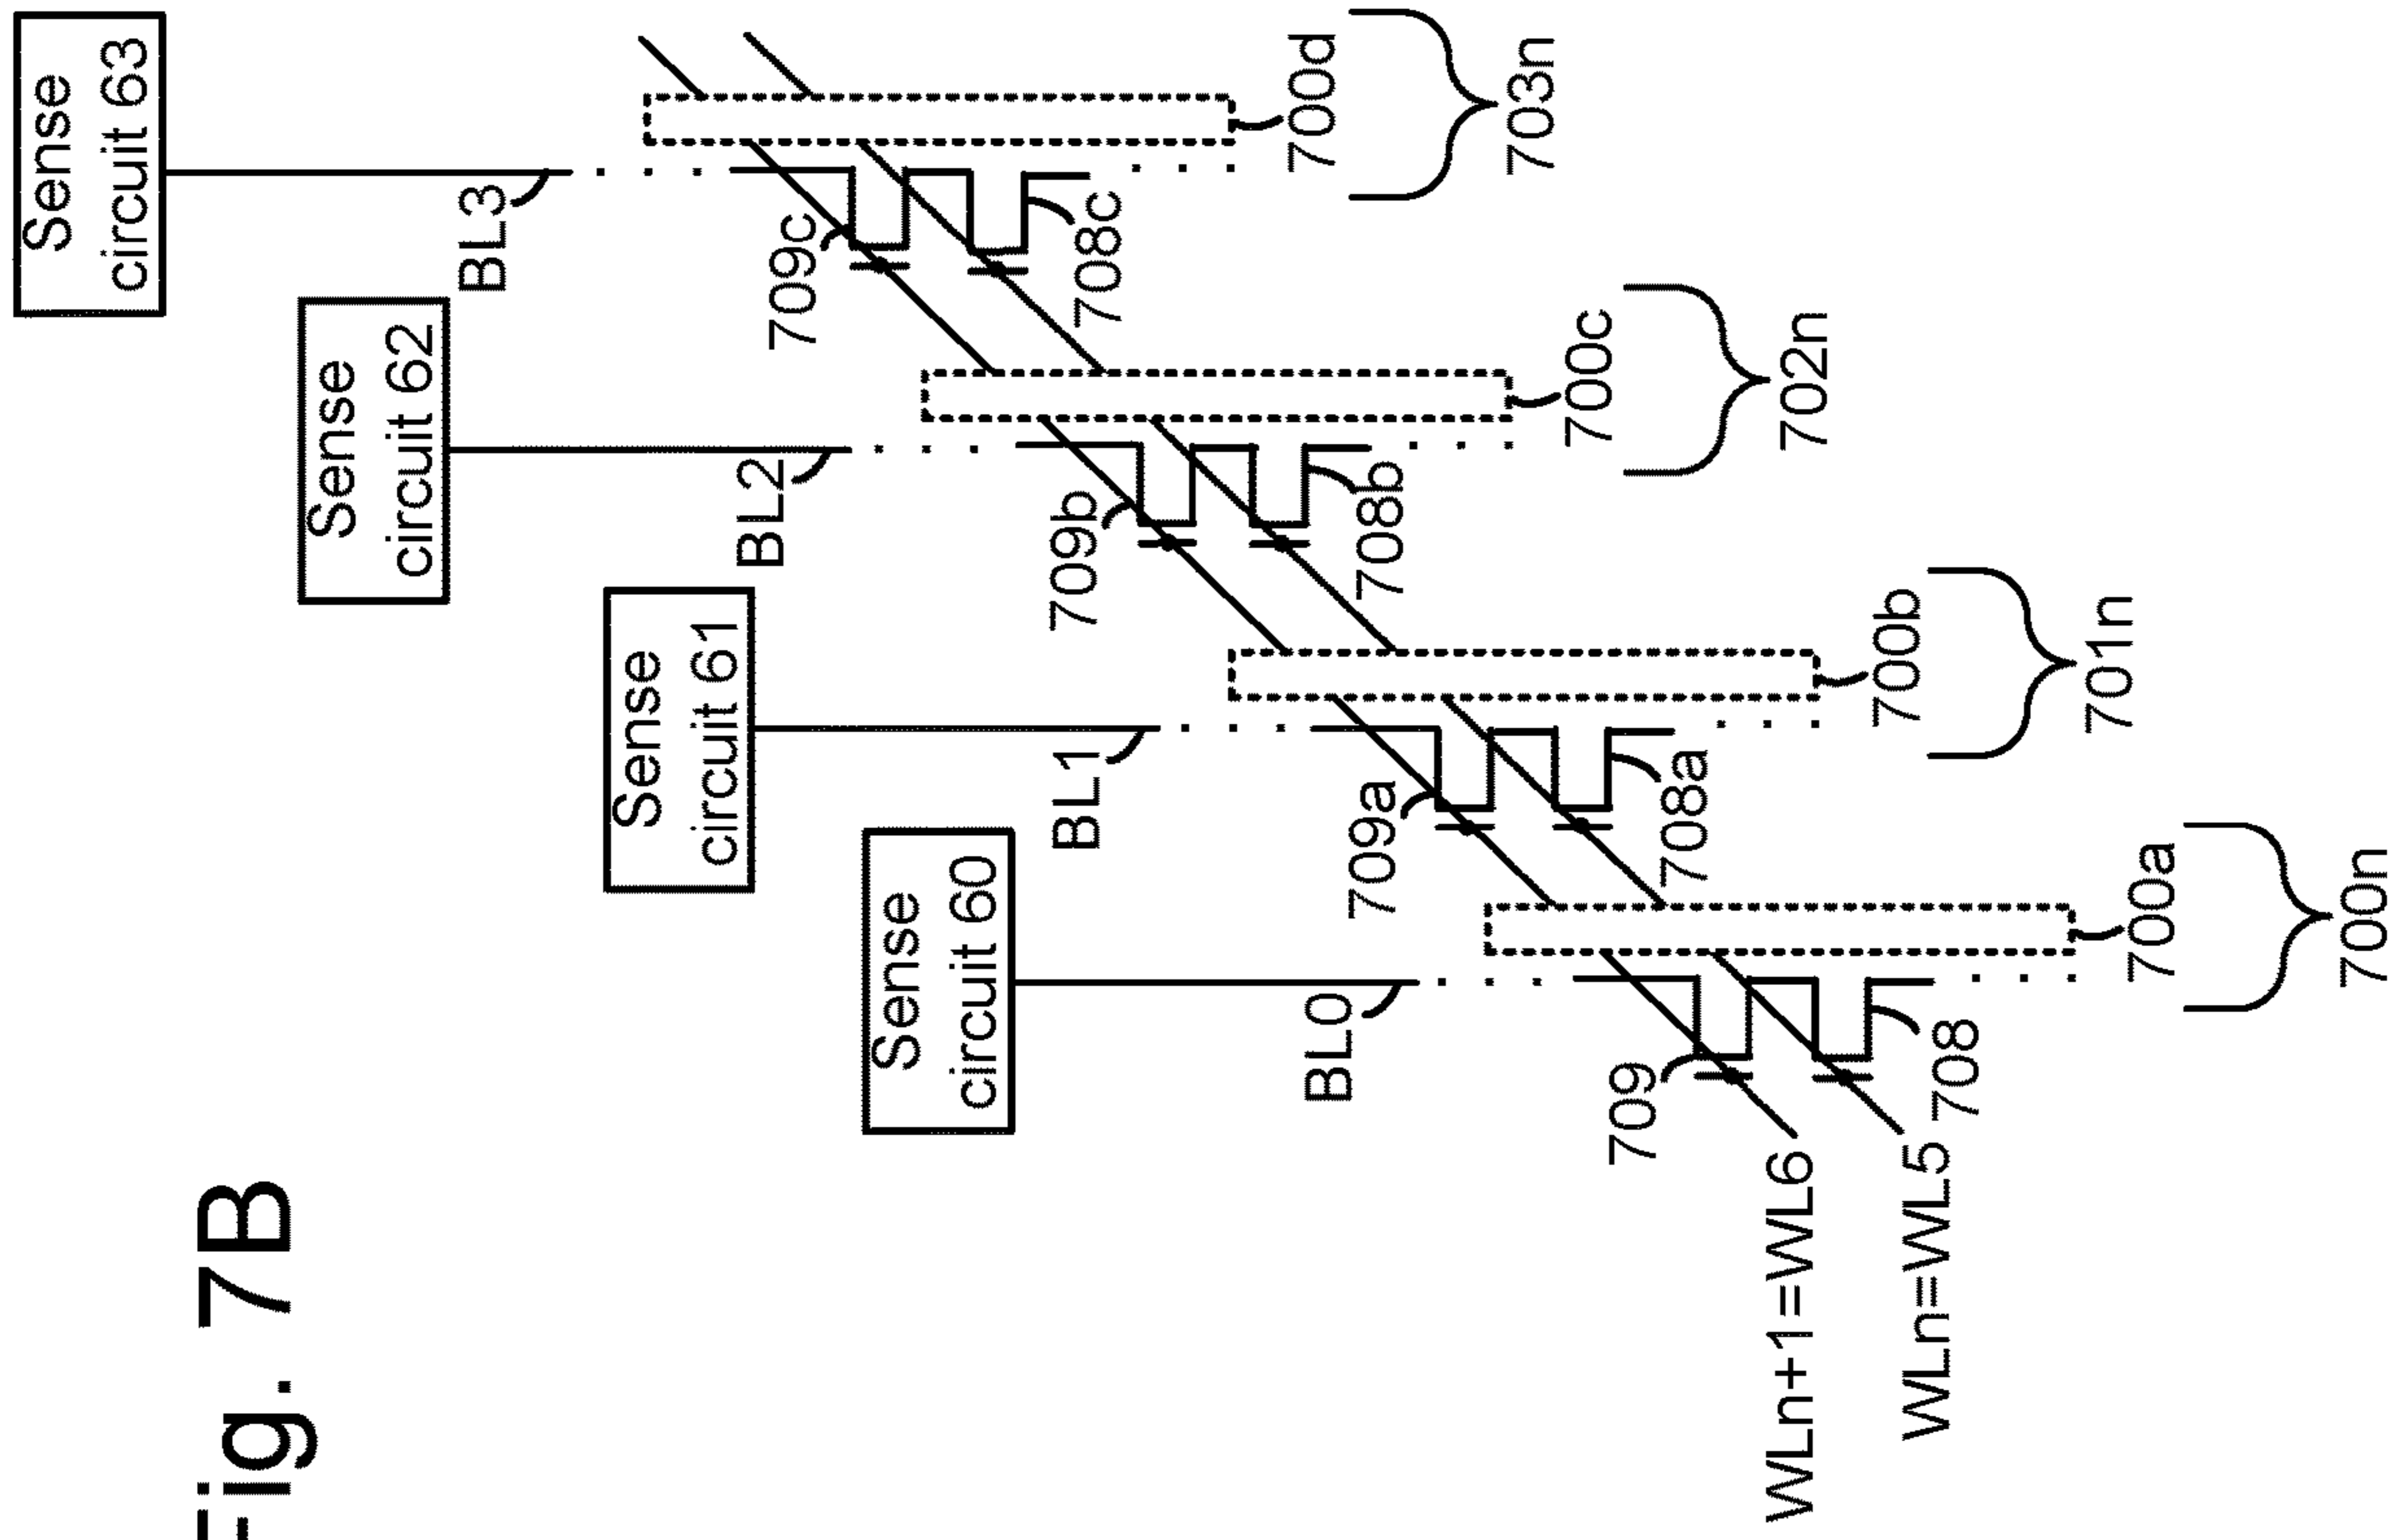 Fig. 7B
Sense
circuit 60
Sense
circuit 61
Sense
circuit 62
Sense
circuit 63
BL0
BL1
BL2
BL3
709
709a
709b
709c
WLn+1=WL6
WLn=WL5
708
708a
708b
708c
700a
700b
700c
700d
700n
701n
702n
703n